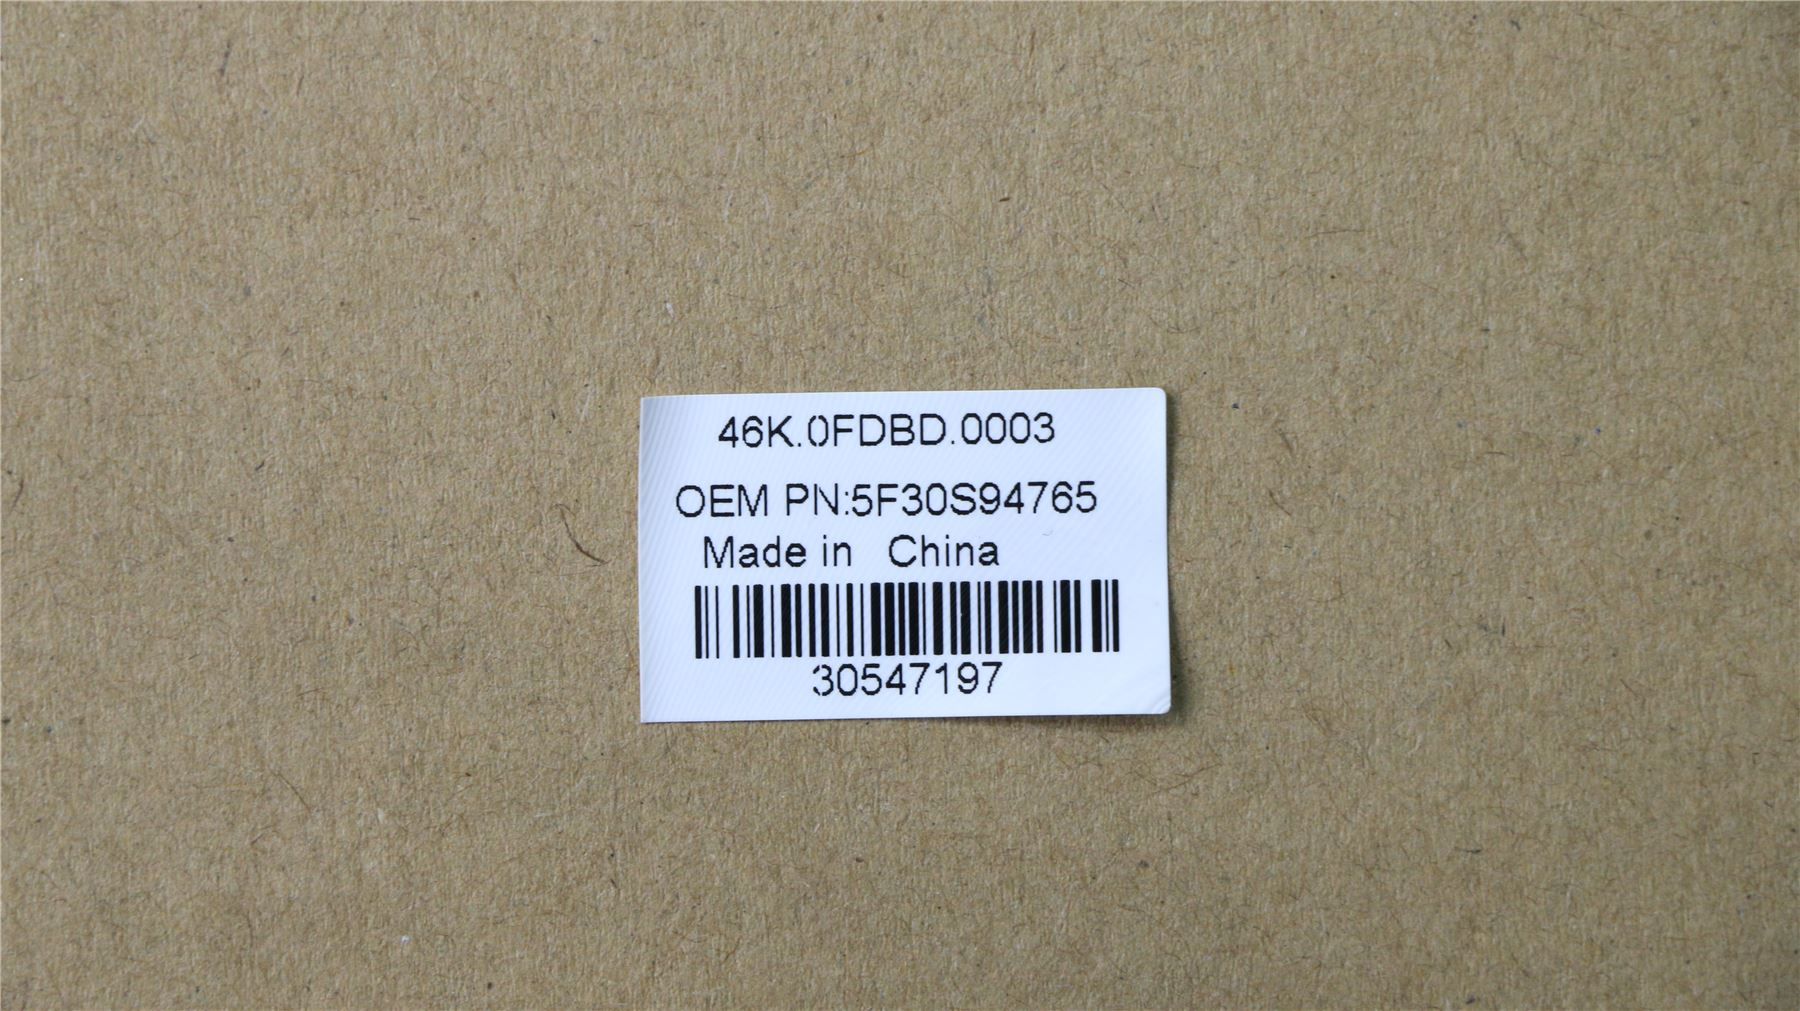 46K.0FDBD.0003
OEM PN:5F30S94765
Made in China
30547197